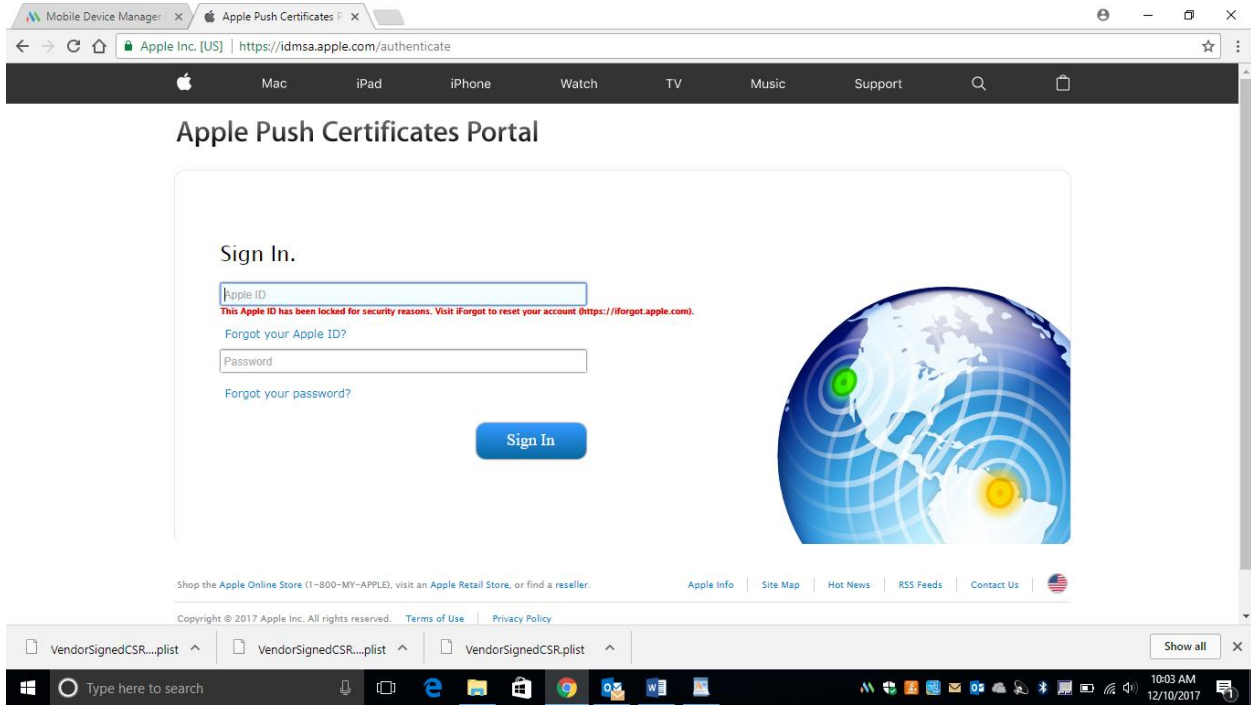 Mobile Device Manager
Apple Push Certificates P
Apple Inc. [US] | https://idmsa.apple.com/authenticate
Mac iPad iPhone Watch TV Music Support
Apple Push Certificates Portal
Sign In.
Apple ID
This Apple ID has been locked for security reasons. Visit iForgot to reset your account (https://iforgot.apple.com).
Forgot your Apple ID?
Password
Forgot your password?
Sign In
Shop the Apple Online Store (1-800-MY-APPLE), visit an Apple Retail Store, or find a reseller. Apple Info | Site Map | Hot News | RSS Feeds | Contact Us |
Copyright © 2017 Apple Inc. All rights reserved. Terms of Use | Privacy Policy
VendorSignedCSR....plist VendorSignedCSR....plist VendorSignedCSR.plist Show all
Type here to search
10:03 AM
12/10/2017